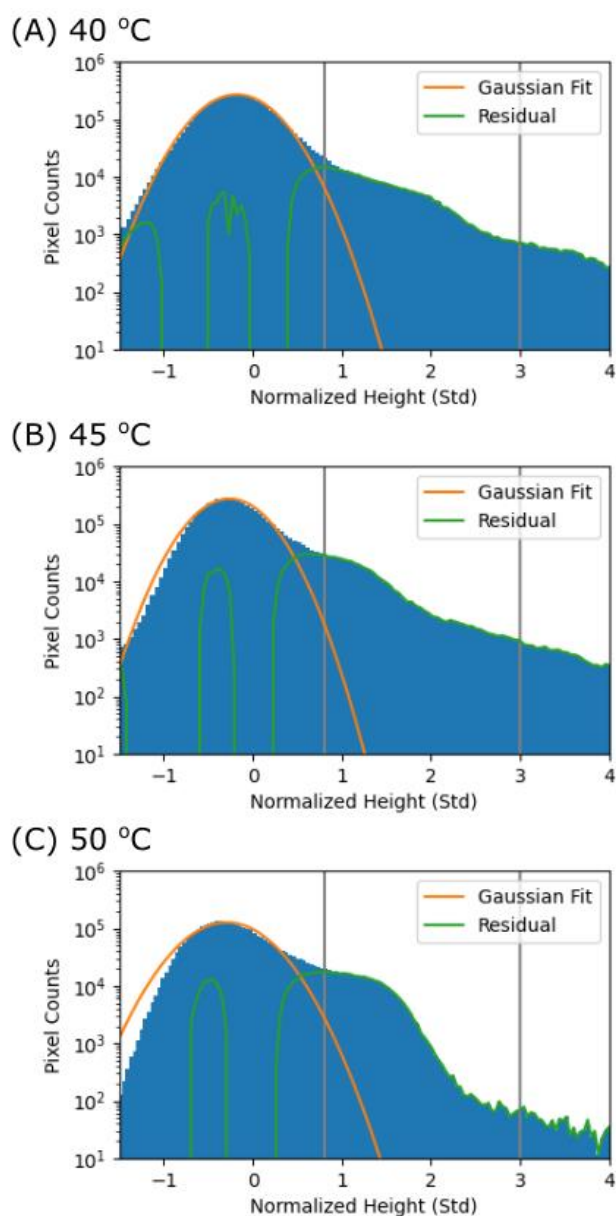 (A) 40 °C
10⁶
10⁵
10⁴
10³
10²
10¹
Pixel Counts
Gaussian Fit
Residual
−1 0 1 2 3 4
Normalized Height (Std)
(B) 45 °C
10⁶
10⁵
10⁴
10³
10²
10¹
Pixel Counts
Gaussian Fit
Residual
−1 0 1 2 3 4
Normalized Height (Std)
(C) 50 °C
10⁶
10⁵
10⁴
10³
10²
10¹
Pixel Counts
Gaussian Fit
Residual
−1 0 1 2 3 4
Normalized Height (Std)